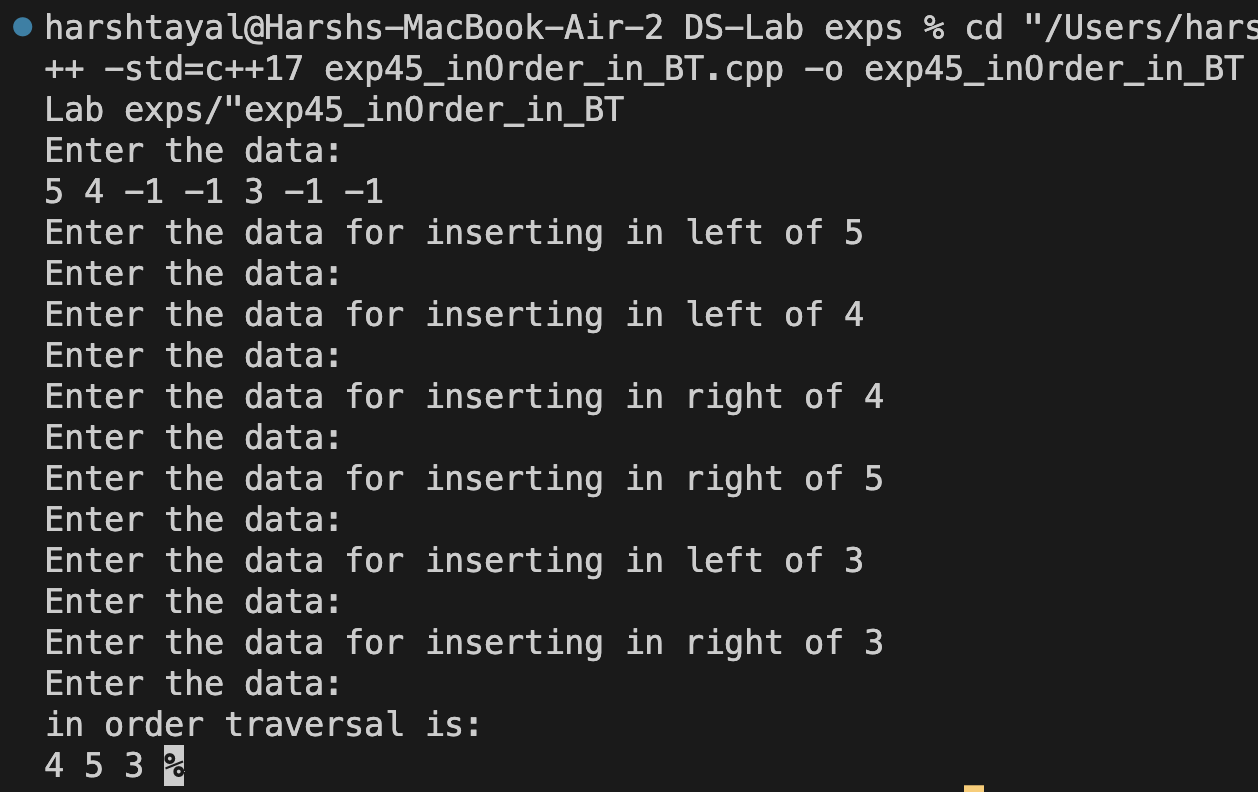 harshtayal@Harshs-MacBook-Air-2 DS-Lab exps % cd "/Users/hars
++ -std=c++17 exp45_inOrder_in_BT.cpp -o exp45_inOrder_in_BT
Lab exps/"exp45_inOrder_in_BT
Enter the data:
5 4 -1 -1 3 -1 -1
Enter the data for inserting in left of 5
Enter the data:
Enter the data for inserting in left of 4
Enter the data:
Enter the data for inserting in right of 4
Enter the data:
Enter the data for inserting in right of 5
Enter the data:
Enter the data for inserting in left of 3
Enter the data:
Enter the data for inserting in right of 3
Enter the data:
in order traversal is:
4 5 3 %